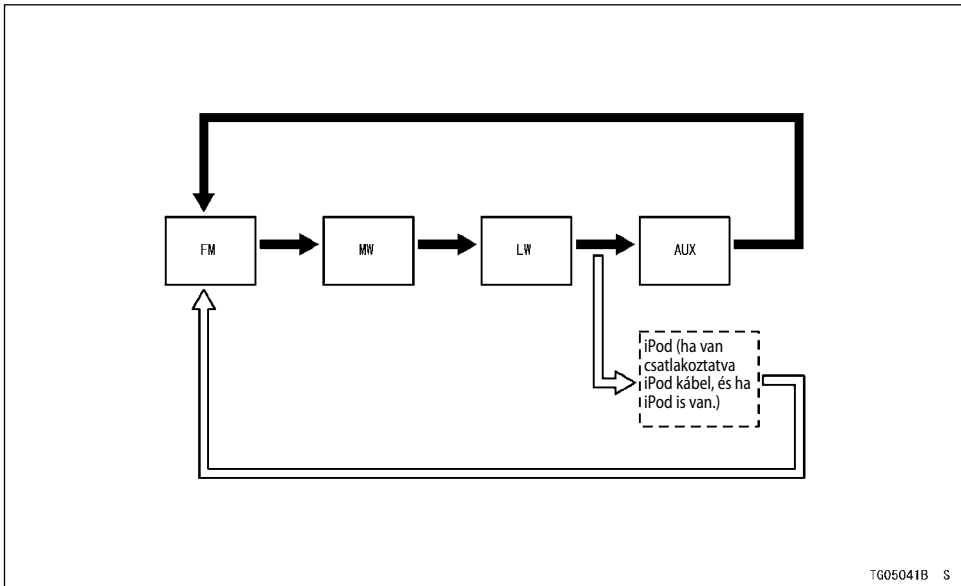 FM
MW
LW
AUX
iPod (ha van
csatlakoztatva
iPod kábel, és ha
iPod is van.)
TG05041B S